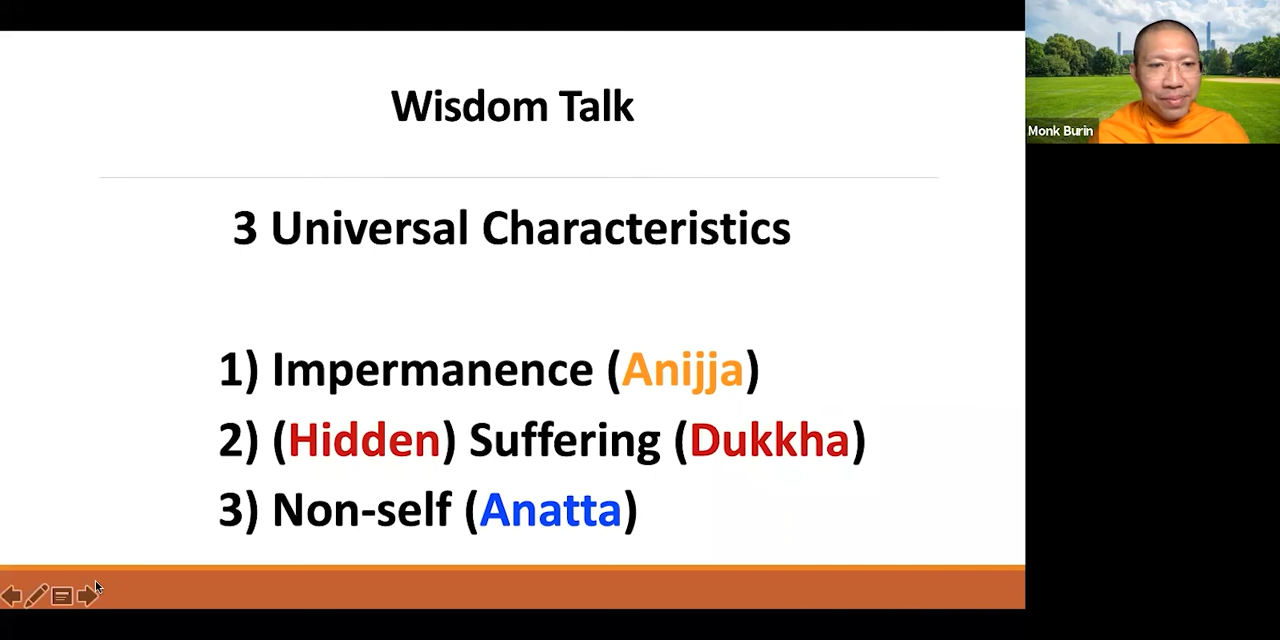 Wisdom Talk
3 Universal Characteristics
1) Impermanence (Anijja)
2) (Hidden) Suffering (Dukkha)
3) Non-self (Anatta)
Monk Burin